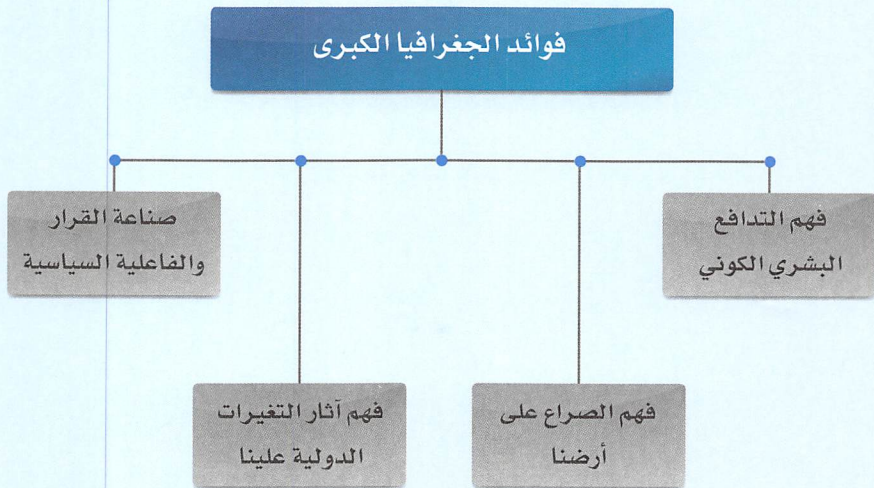 فوائد الجغرافيا الكبرى
فهم التدافع
البشري الكوني
فهم الصراع على
أرضنا
فهم آثار التغيرات
الدولية علينا
صناعة القرار
والفاعلية السياسية